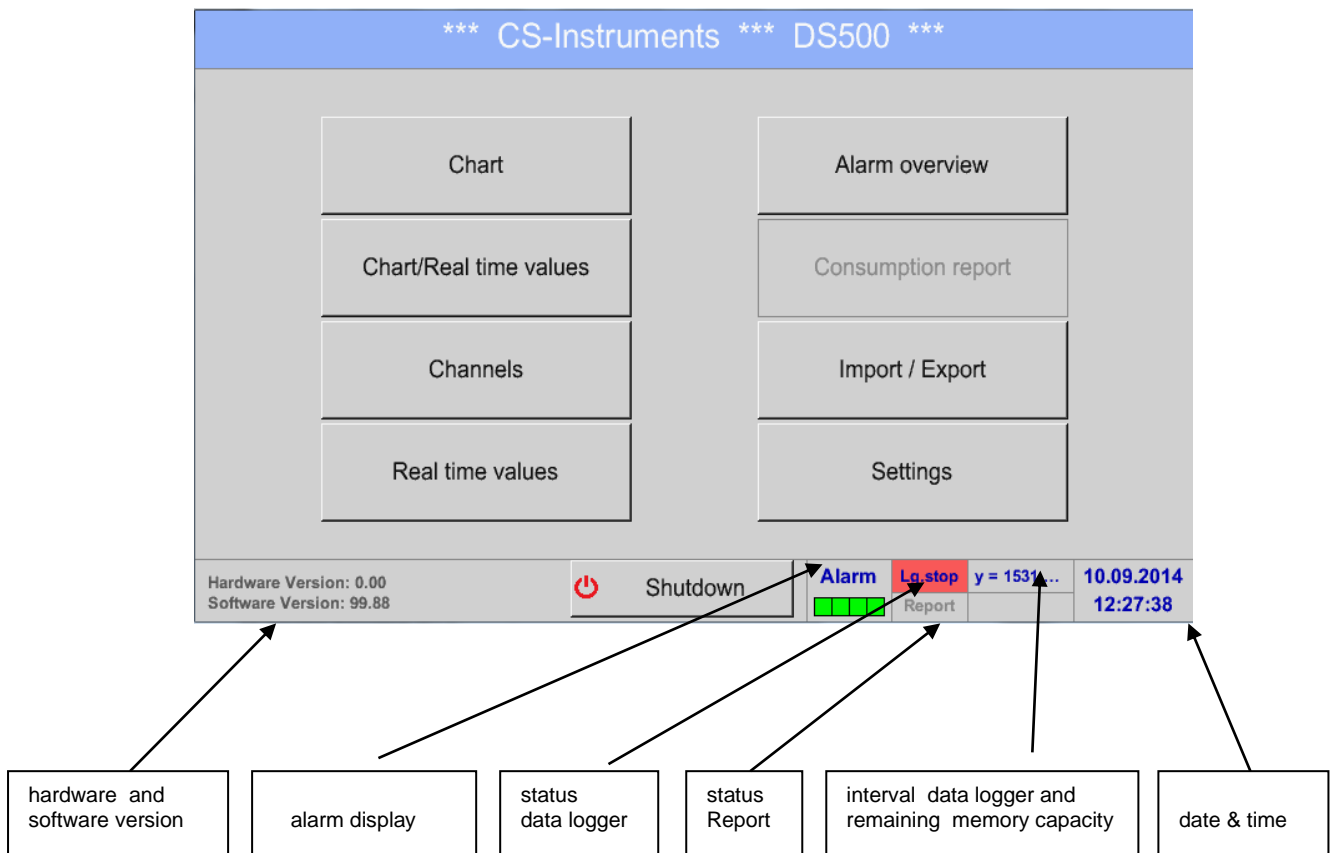 *** CS-Instruments *** DS500 ***
Chart
Alarm overview
Chart/Real time values
Consumption report
Channels
Import / Export
Real time values
Settings
Hardware Version: 0.00
Software Version: 99.88
Shutdown
Alarm
Lg.stop
y = 1531 ...
10.09.2014
Report
12:27:38
hardware and
software version
alarm display
status
data logger
status
Report
interval data logger and
remaining memory capacity
date & time